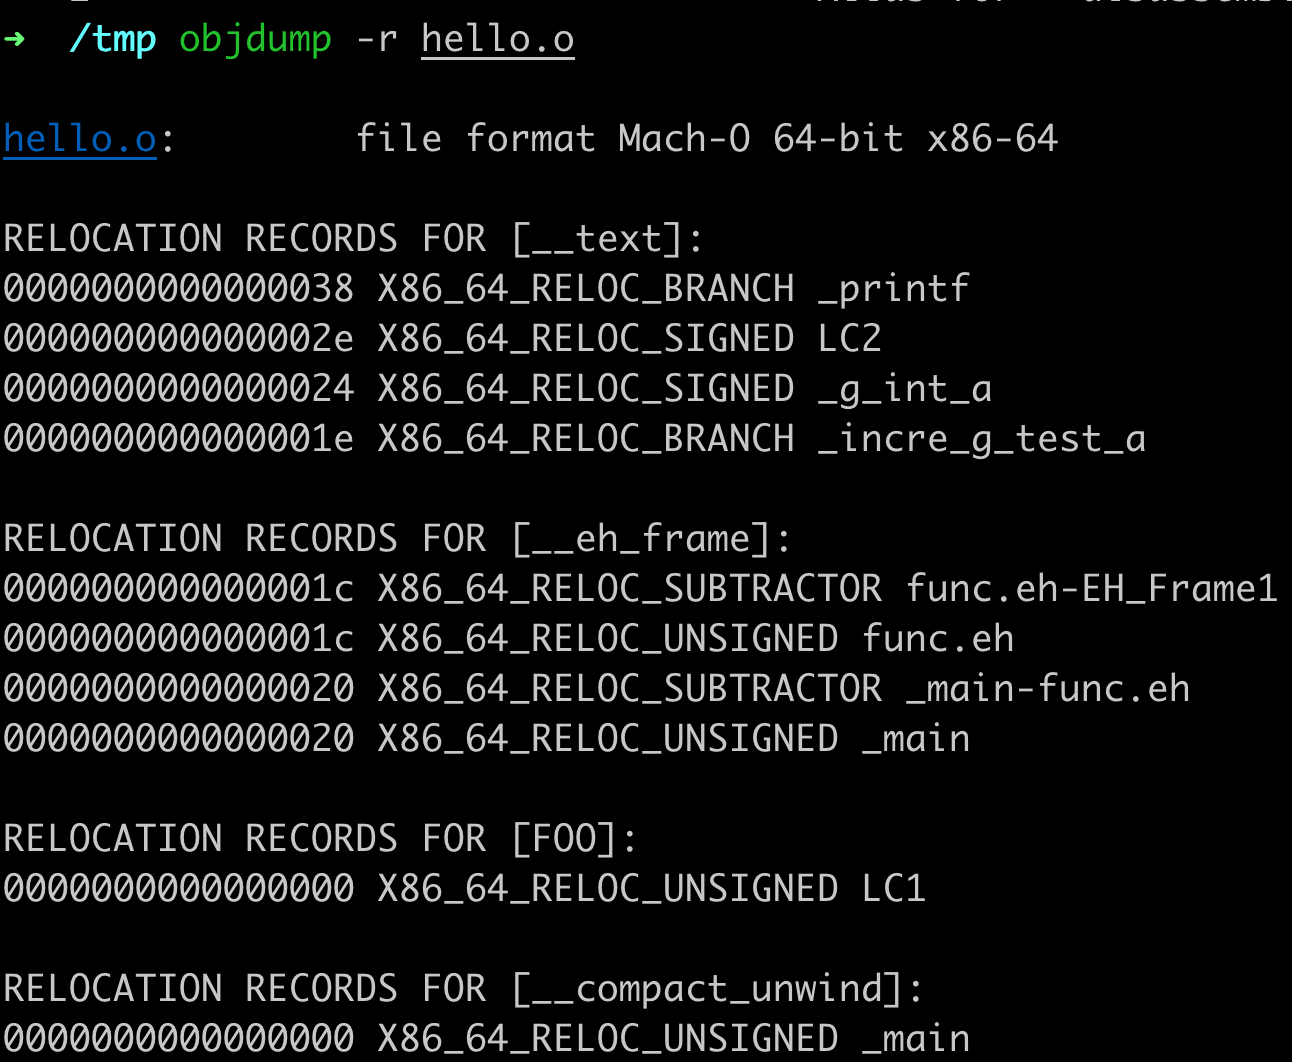 ➜ /tmp objdump -r hello.o
hello.o: file format Mach-O 64-bit x86-64
RELOCATION RECORDS FOR [__text]:
0000000000000038 X86_64_RELOC_BRANCH _printf
000000000000002e X86_64_RELOC_SIGNED LC2
0000000000000024 X86_64_RELOC_SIGNED _g_int_a
000000000000001e X86_64_RELOC_BRANCH _incre_g_test_a
RELOCATION RECORDS FOR [__eh_frame]:
000000000000001c X86_64_RELOC_SUBTRACTOR func.eh-EH_Frame1
000000000000001c X86_64_RELOC_UNSIGNED func.eh
0000000000000020 X86_64_RELOC_SUBTRACTOR _main-func.eh
0000000000000020 X86_64_RELOC_UNSIGNED _main
RELOCATION RECORDS FOR [FOO]:
0000000000000000 X86_64_RELOC_UNSIGNED LC1
RELOCATION RECORDS FOR [__compact_unwind]:
0000000000000000 X86_64_RELOC_UNSIGNED _main